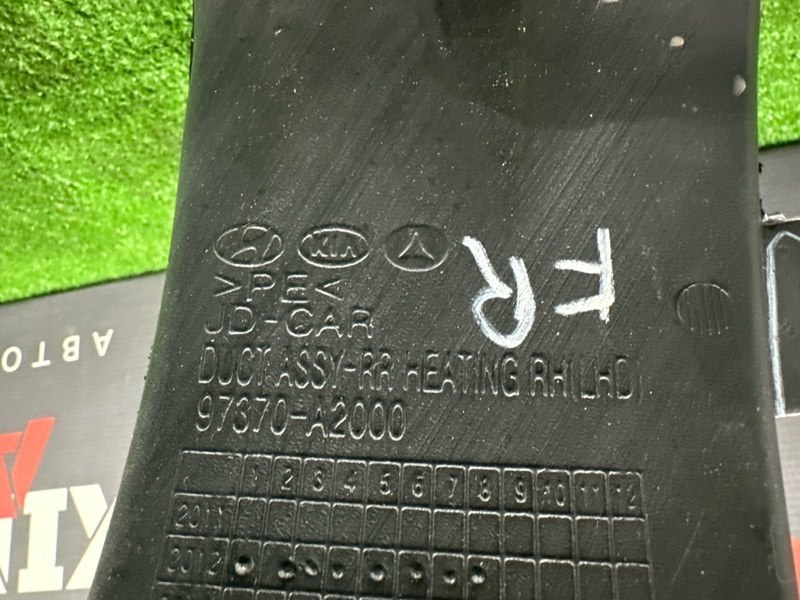 KIA
>PE<
JD-CAR
DUCT ASSY-RR HEATING RH(LHD)
97370-A2000
1 2 3 4 5 6 7 8 9 10 11 12
2011
2012
FR
АВТО